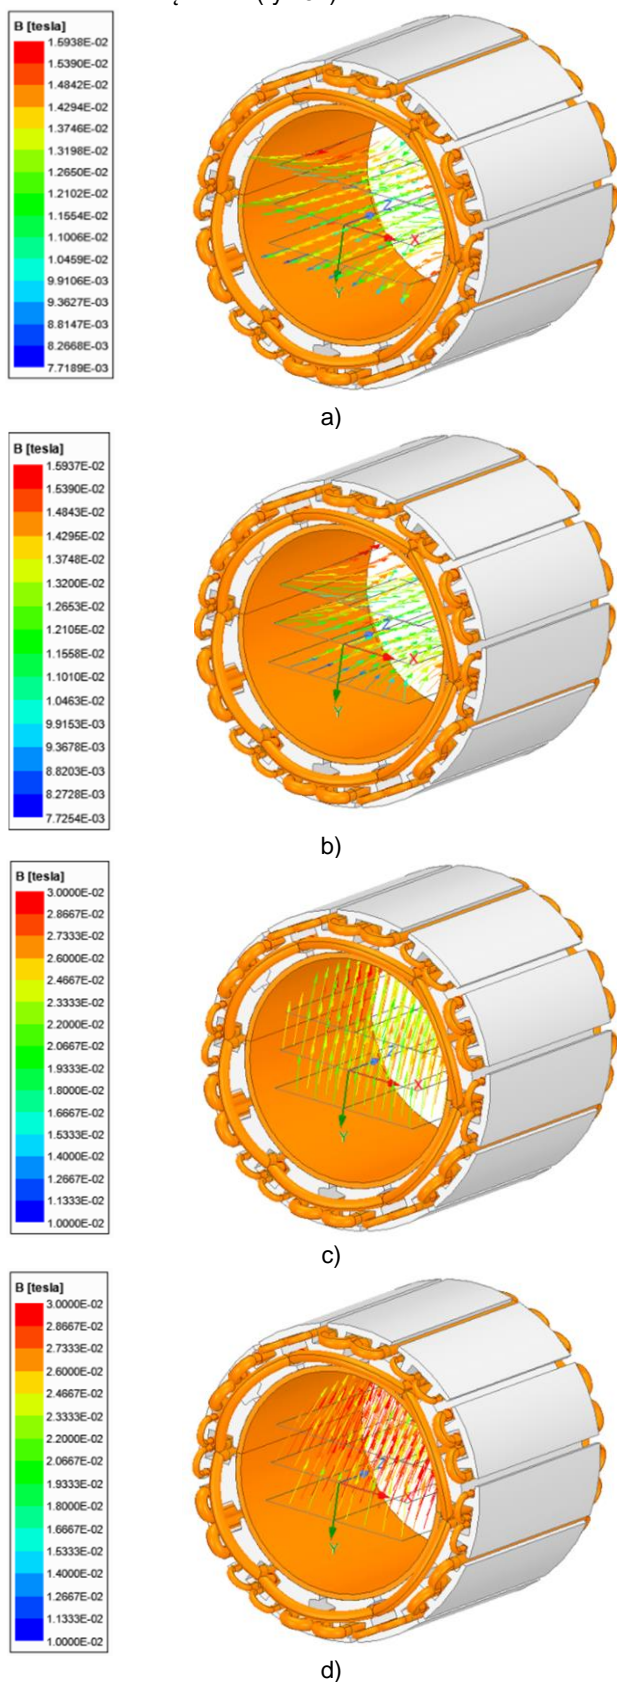 B [tesla]
1.5938E-02
1.5390E-02
1.4842E-02
1.4294E-02
1.3746E-02
1.3198E-02
1.2650E-02
1.2102E-02
1.1554E-02
1.1006E-02
1.0459E-02
9.9106E-03
9.3627E-03
8.8147E-03
8.2668E-03
7.7189E-03
Z
X
Y
a)
B [tesla]
1.5937E-02
1.5390E-02
1.4843E-02
1.4295E-02
1.3748E-02
1.3200E-02
1.2653E-02
1.2105E-02
1.1558E-02
1.1010E-02
1.0463E-02
9.9153E-03
9.3678E-03
8.8203E-03
8.2728E-03
7.7254E-03
Z
X
Y
b)
B [tesla]
3.0000E-02
2.8667E-02
2.7333E-02
2.6000E-02
2.4667E-02
2.3333E-02
2.2000E-02
2.0667E-02
1.9333E-02
1.8000E-02
1.6667E-02
1.5333E-02
1.4000E-02
1.2667E-02
1.1333E-02
1.0000E-02
Z
X
Y
c)
B [tesla]
3.0000E-02
2.8667E-02
2.7333E-02
2.6000E-02
2.4667E-02
2.3333E-02
2.2000E-02
2.0667E-02
1.9333E-02
1.8000E-02
1.6667E-02
1.5333E-02
1.4000E-02
1.2667E-02
1.1333E-02
1.0000E-02
Z
Y
d)